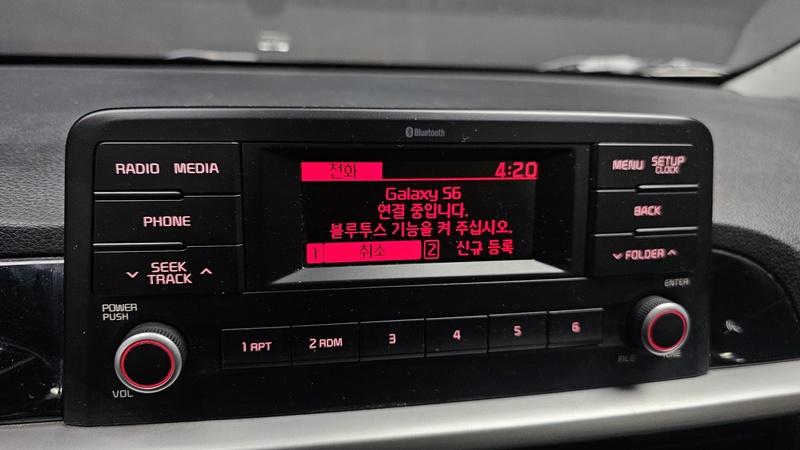 Bluetooth
RADIO MEDIA
PHONE
SEEK
TRACK
POWER
PUSH
VOL
전화 4:20
Galaxy S6
연결 중입니다.
블루투스 기능을 켜 주십시오.
1 취소 2 신규 등록
MENU SETUP
CLOCK
BACK
FOLDER
ENTER
FILE TUNE
1 RPT 2 RDM 3 4 5 6